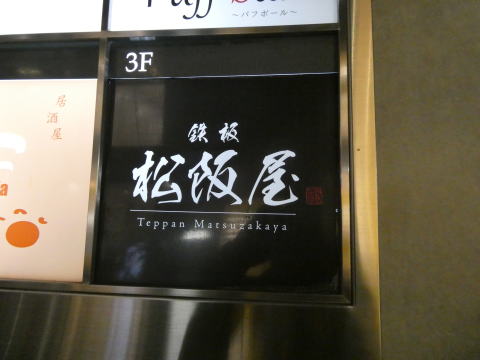 ～パフボール～
3F
居酒屋
鉄板
松阪屋
Teppan Matsuzakaya